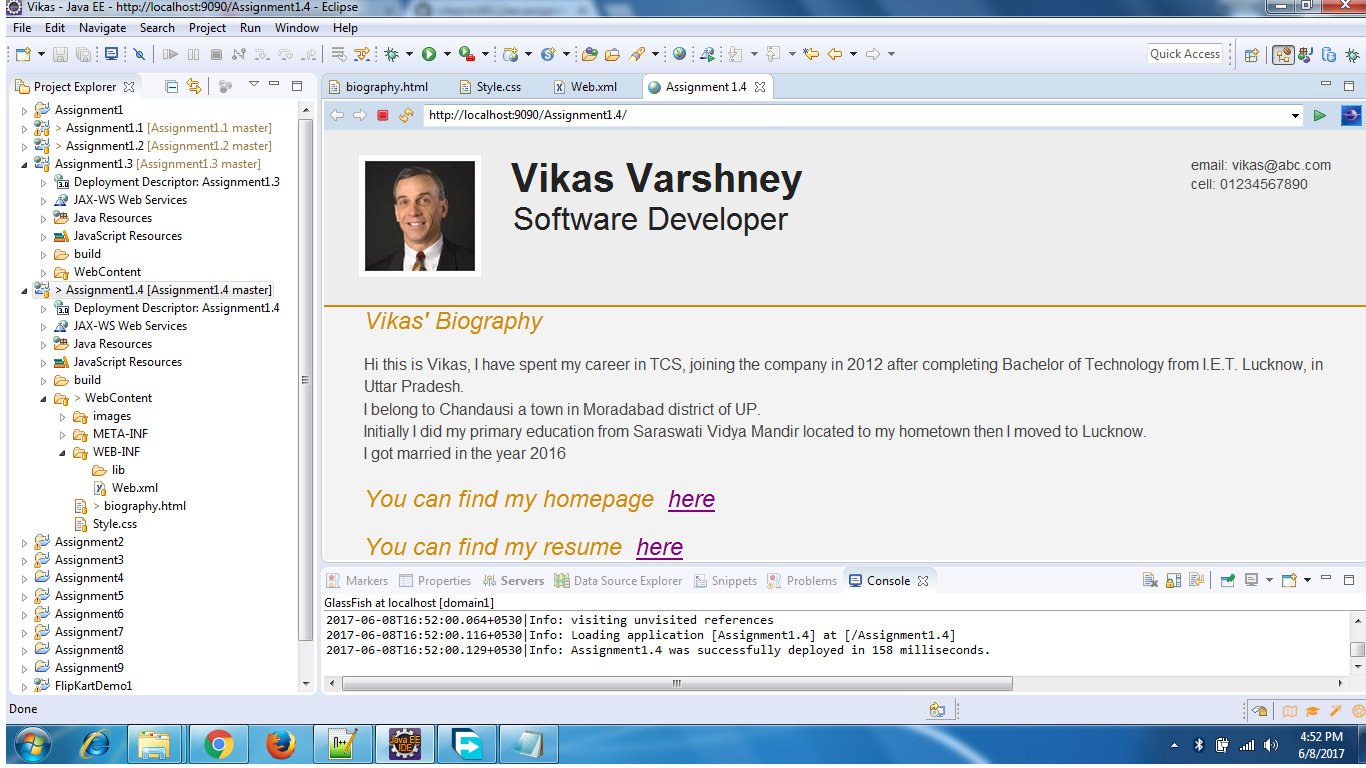 Vikas - Java EE - http://localhost:9090/Assignment1.4 - Eclipse
File Edit Navigate Search Project Run Window Help
Quick Access
Project Explorer
biography.html Style.css Web.xml Assignment 1.4
http://localhost:9090/Assignment1.4/
Assignment1
> Assignment1.1 [Assignment1.1 master]
> Assignment1.2 [Assignment1.2 master]
Assignment1.3 [Assignment1.3 master]
Deployment Descriptor: Assignment1.3
JAX-WS Web Services
Java Resources
JavaScript Resources
build
WebContent
> Assignment1.4 [Assignment1.4 master]
Deployment Descriptor: Assignment1.4
JAX-WS Web Services
Java Resources
JavaScript Resources
build
> WebContent
images
META-INF
WEB-INF
lib
Web.xml
> biography.html
Style.css
Assignment2
Assignment3
Assignment4
Assignment5
Assignment6
Assignment7
Assignment8
Assignment9
FlipKartDemo1
Vikas Varshney
Software Developer
email: vikas@abc.com
cell: 01234567890
Vikas' Biography
Hi this is Vikas, I have spent my career in TCS, joining the company in 2012 after completing Bachelor of Technology from I.E.T. Lucknow, in
Uttar Pradesh.
I belong to Chandausi a town in Moradabad district of UP.
Initially I did my primary education from Saraswati Vidya Mandir located to my hometown then I moved to Lucknow.
I got married in the year 2016
You can find my homepage here
You can find my resume here
Markers Properties Servers Data Source Explorer Snippets Problems Console
GlassFish at localhost [domain1]
2017-06-08T16:52:00.064+0530|Info: visiting unvisited references
2017-06-08T16:52:00.116+0530|Info: Loading application [Assignment1.4] at [/Assignment1.4]
2017-06-08T16:52:00.129+0530|Info: Assignment1.4 was successfully deployed in 158 milliseconds.
Done
Java EE
IDE
4:52 PM
6/8/2017